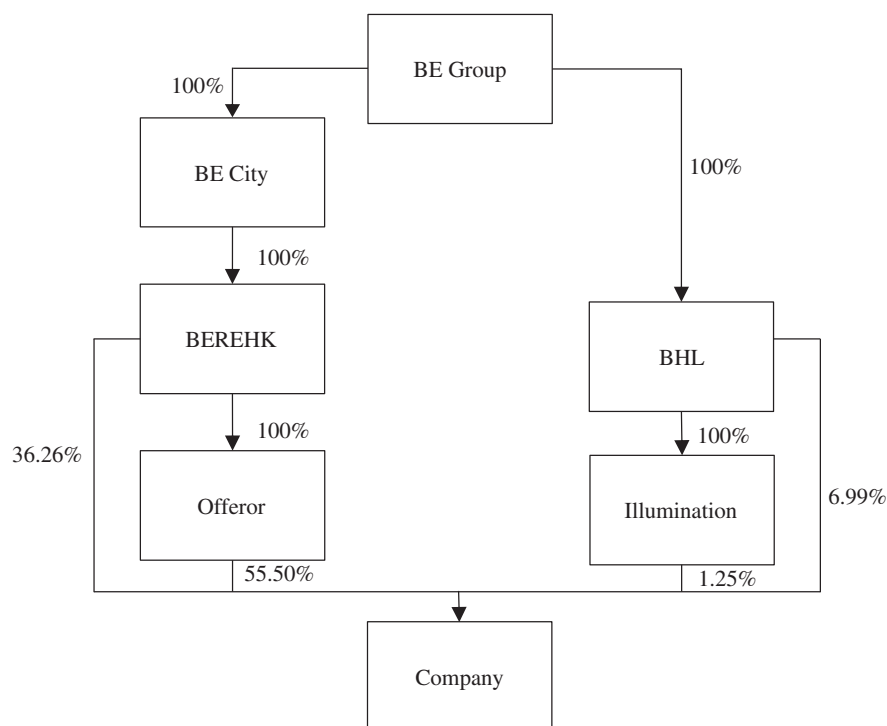 BE Group
100%
BE City
100%
100%
BEREHK
BHL
100%
100%
36.26%
Offeror
Illumination
6.99%
55.50%
1.25%
Company